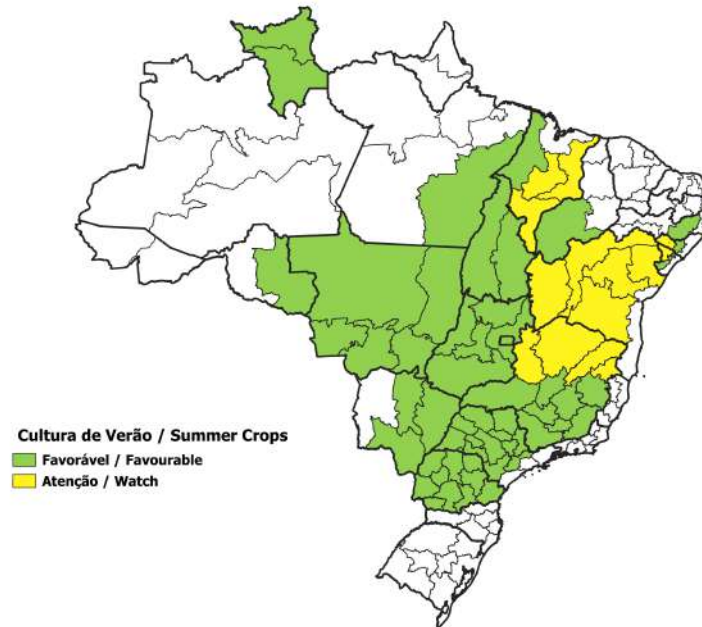 Cultura de Verão / Summer Crops
Favorável / Favourable
Atenção / Watch